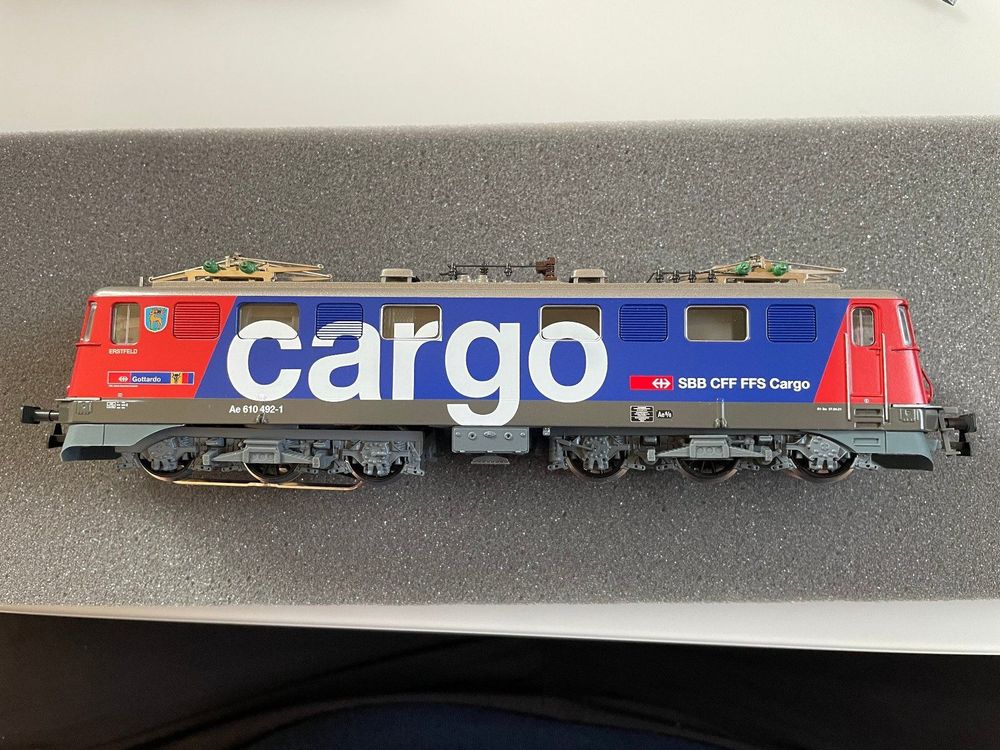 cargo
ERSTFELD
Gottardo
SBB CFF FFS Cargo
Ae 610 492-1
Ae 6/6